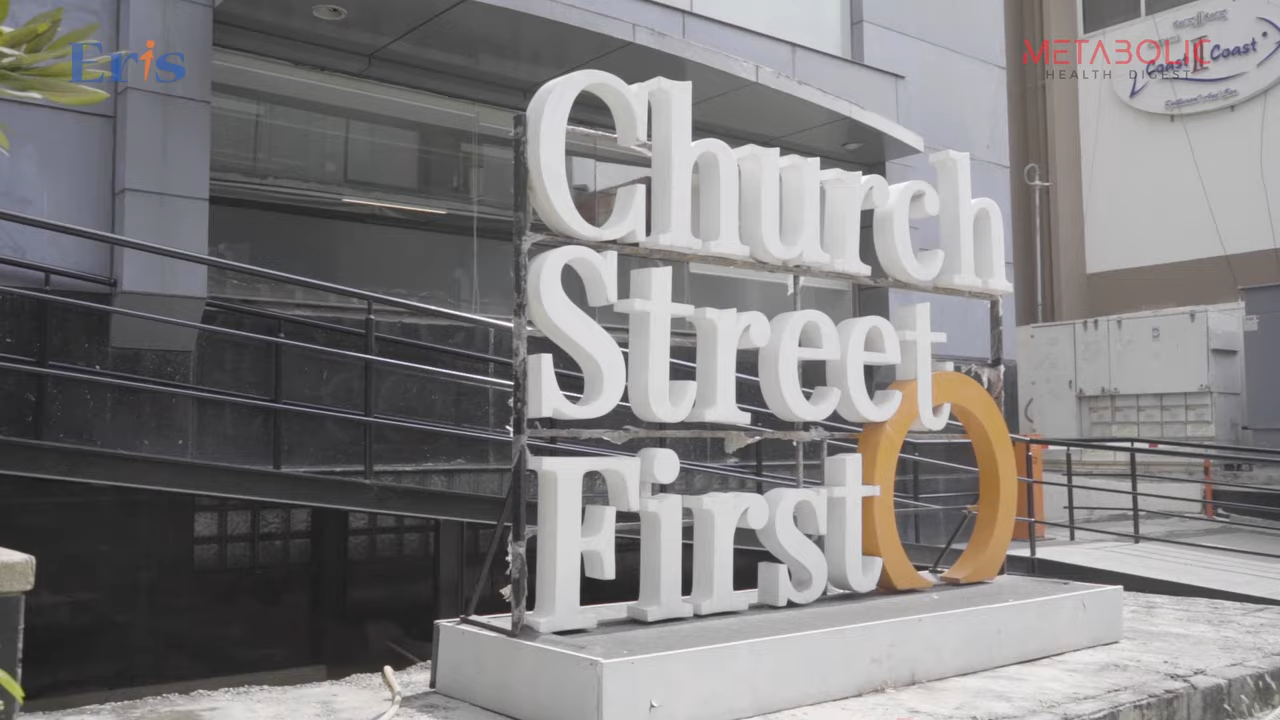 Eris
METABOLIC
HEALTH DIGEST
Coast II Coast
Church
Street
First